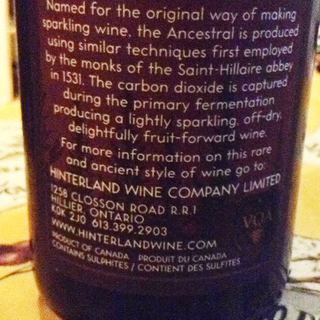 Named for the original way of making
sparkling wine, the Ancestral is produced
using similar techniques first employed
by the monks of the Saint-Hillaire abbey
in 1531. The carbon dioxide is captured
during the primary fermentation
producing a lightly sparkling, off-dry,
delightfully fruit-forward wine.
For more information on this rare
and ancient style of wine go to:
HINTERLAND WINE COMPANY LIMITED
1258 CLOSSON ROAD R.R.1
HILLIER, ONTARIO
K0K 2J0 613.399.2903
WWW.HINTERLANDWINE.COM
PRODUCT OF CANADA PRODUIT DU CANADA
CONTAINS SULPHITES / CONTIENT DES SULFITES
VQA